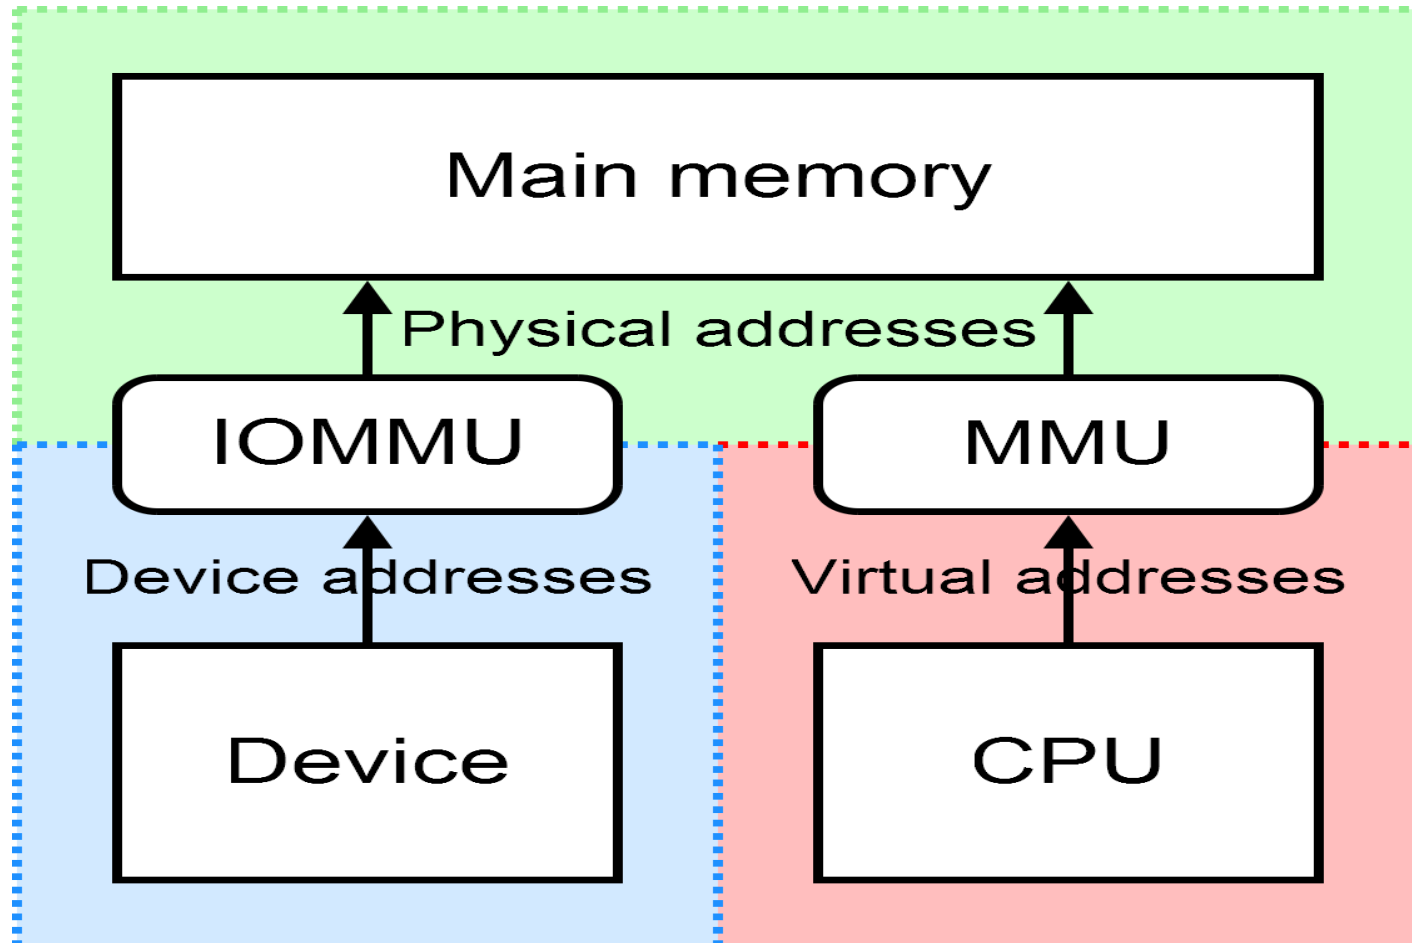 Main memory
Physical addresses
IOMMU
MMU
Device addresses
Virtual addresses
Device
CPU